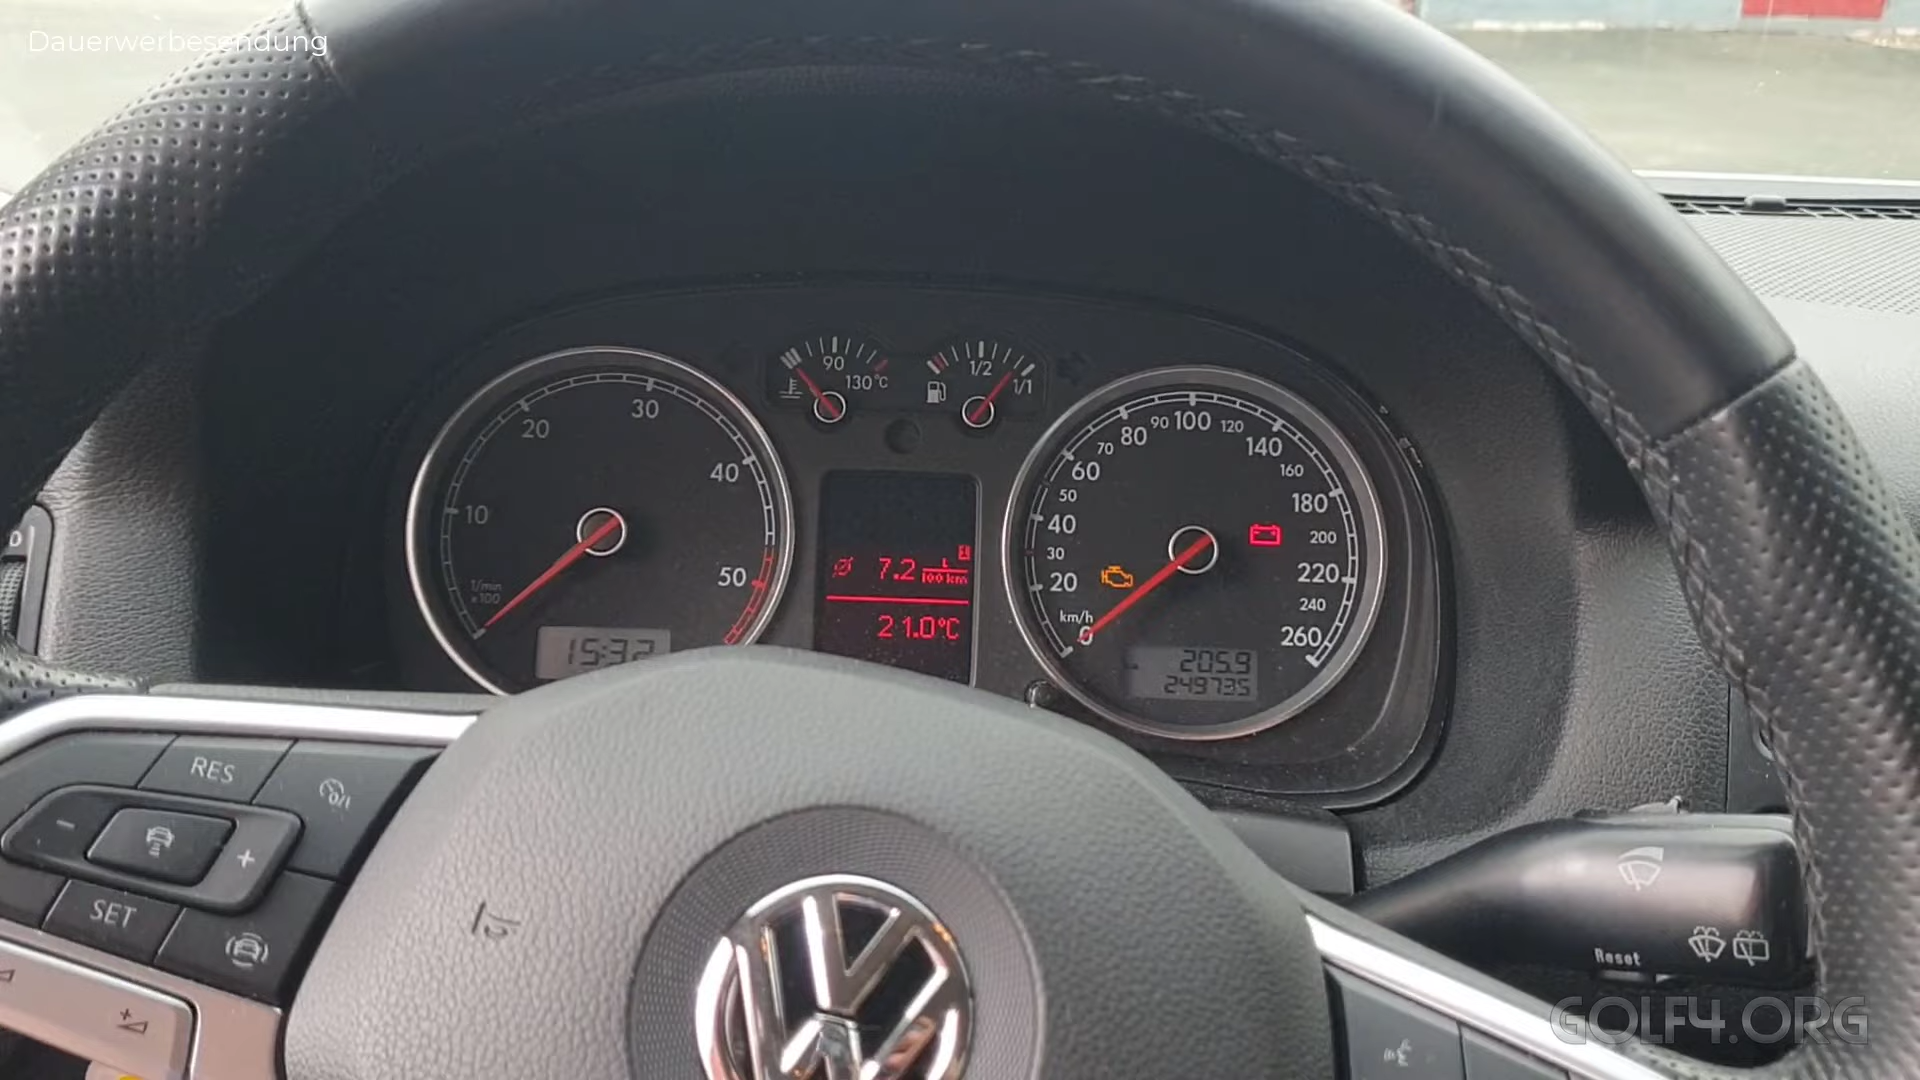 Dauerwerbesendung
90
130°C
1/2
1/1
10
20
30
40
50
1/min
x 100
15:32
Ø 7.2 L/100 km
21.0°C
0
20
30
40
50
60
70
80
90
100
120
140
160
180
200
220
240
260
km/h
205.9
249735
RES
SET
Reset
GOLF4.ORG